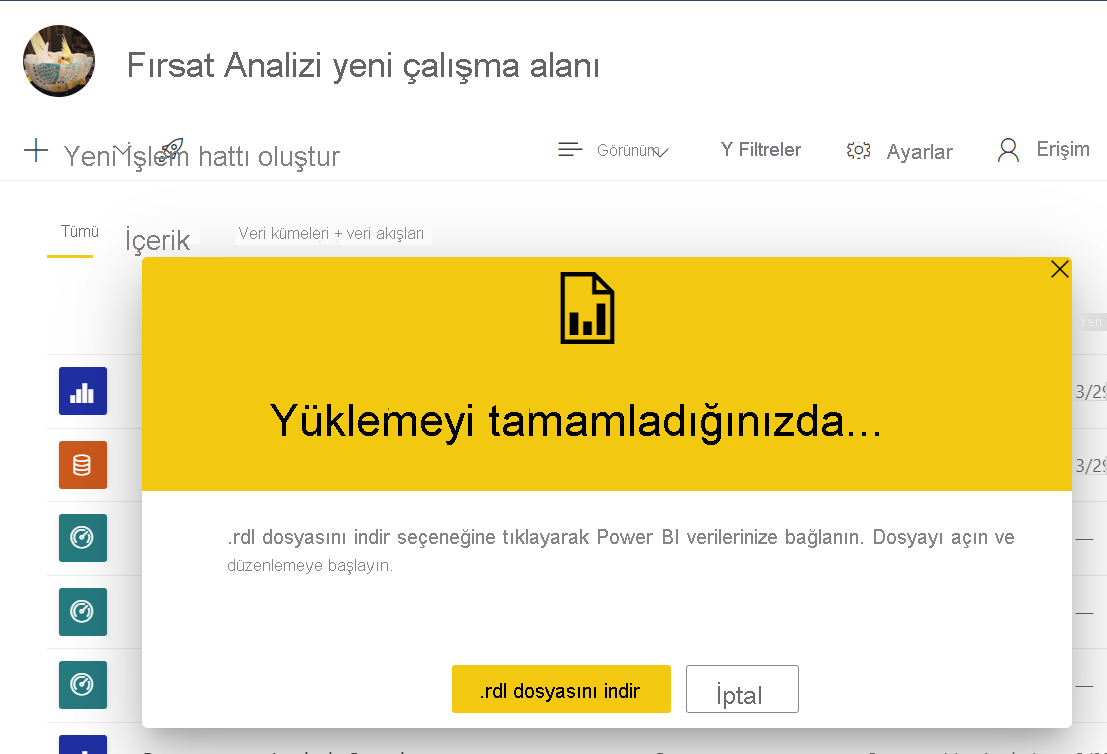 Fırsat Analizi yeni çalışma alanı
Yeni İşlem hattı oluştur
Görünüm
Y Filtreler
Ayarlar
Erişim
Tümü
İçerik
Veri kümeleri + veri akışları
Yen
Yüklemeyi tamamladığınızda...
3/29
3/29
.rdl dosyasını indir seçeneğine tıklayarak Power BI verilerinize bağlanın. Dosyayı açın ve
düzenlemeye başlayın.
.rdl dosyasını indir
İptal